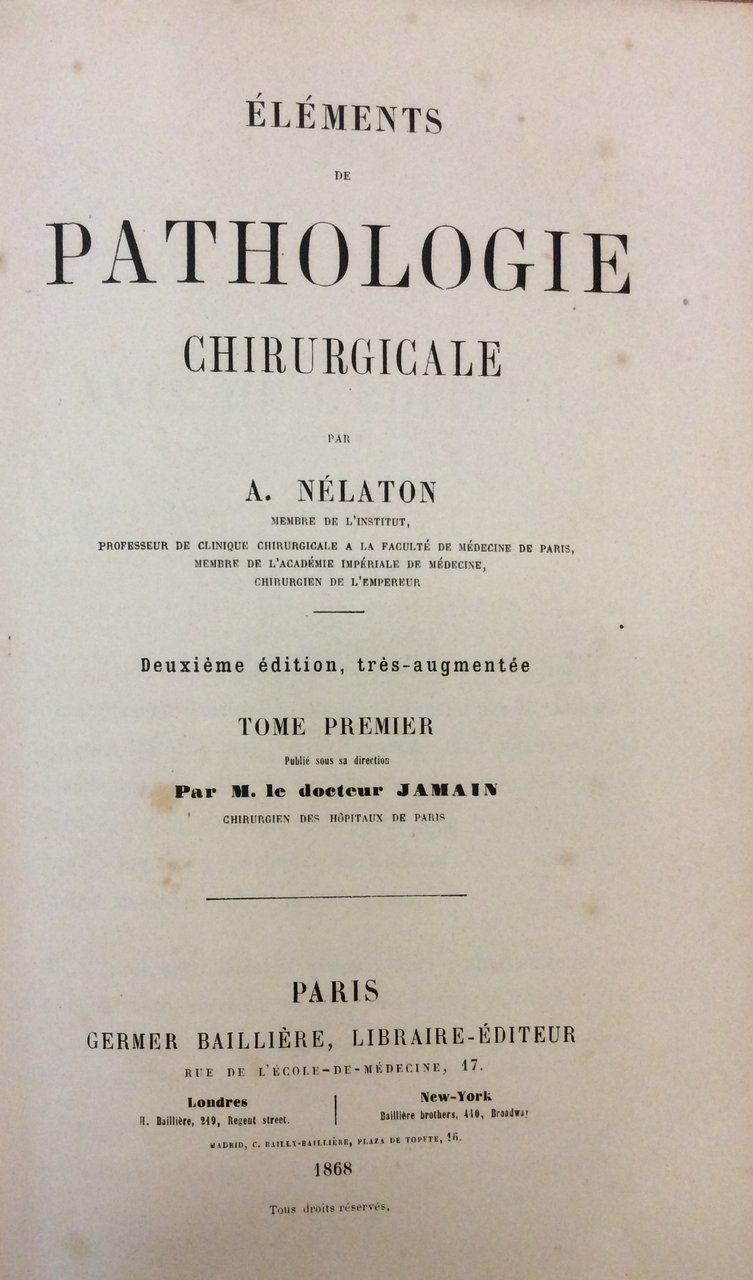 ÉLÉMENTS
DE
PATHOLOGIE
CHIRURGICALE
PAR
A. NÉLATON
MEMBRE DE L'INSTITUT,
PROFESSEUR DE CLINIQUE CHIRURGICALE A LA FACULTÉ DE MÉDECINE DE PARIS,
MEMBRE DE L'ACADÉMIE IMPÉRIALE DE MÉDECINE,
CHIRURGIEN DE L'EMPEREUR
Deuxième édition, très-augmentée
TOME PREMIER
Publié sous sa direction
Par M. le docteur JAMAIN
CHIRURGIEN DES HÔPITAUX DE PARIS
PARIS
GERMER BAILLIÈRE, LIBRAIRE-ÉDITEUR
RUE DE L'ÉCOLE-DE-MÉDECINE, 17.
Londres
H. Baillière, 219, Regent street.
New-York
Baillière brothers, 440, Broadway
MADRID, C. BAILLY-BAILLIÈRE, PLAZA DE TOPETE, 16.
1868
Tous droits réservés.